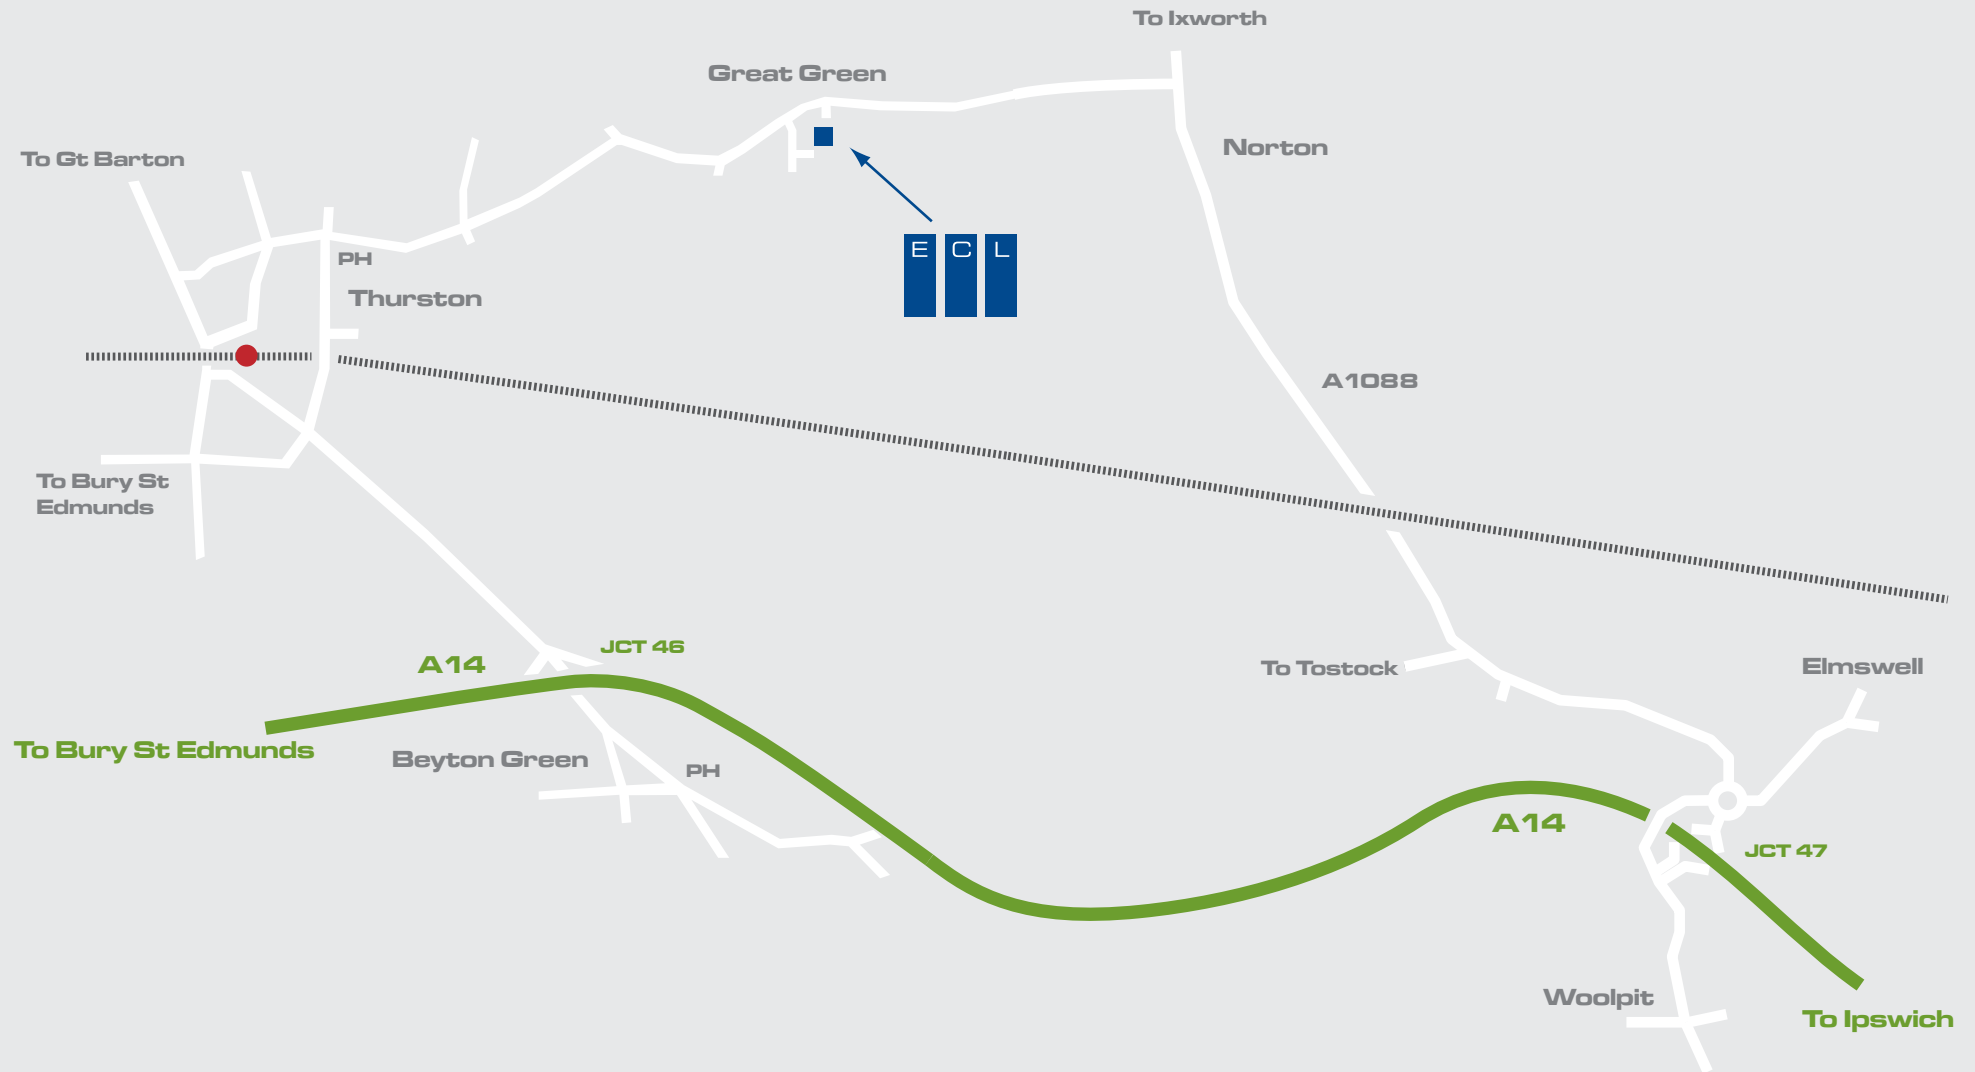 To Ixworth
Great Green
Norton
To Gt Barton
E C L
PH
Thurston
A1088
To Bury St
Edmunds
JCT 46
A14
To Tostock
Elmswell
To Bury St Edmunds
Beyton Green
PH
A14
JCT 47
Woolpit
To Ipswich